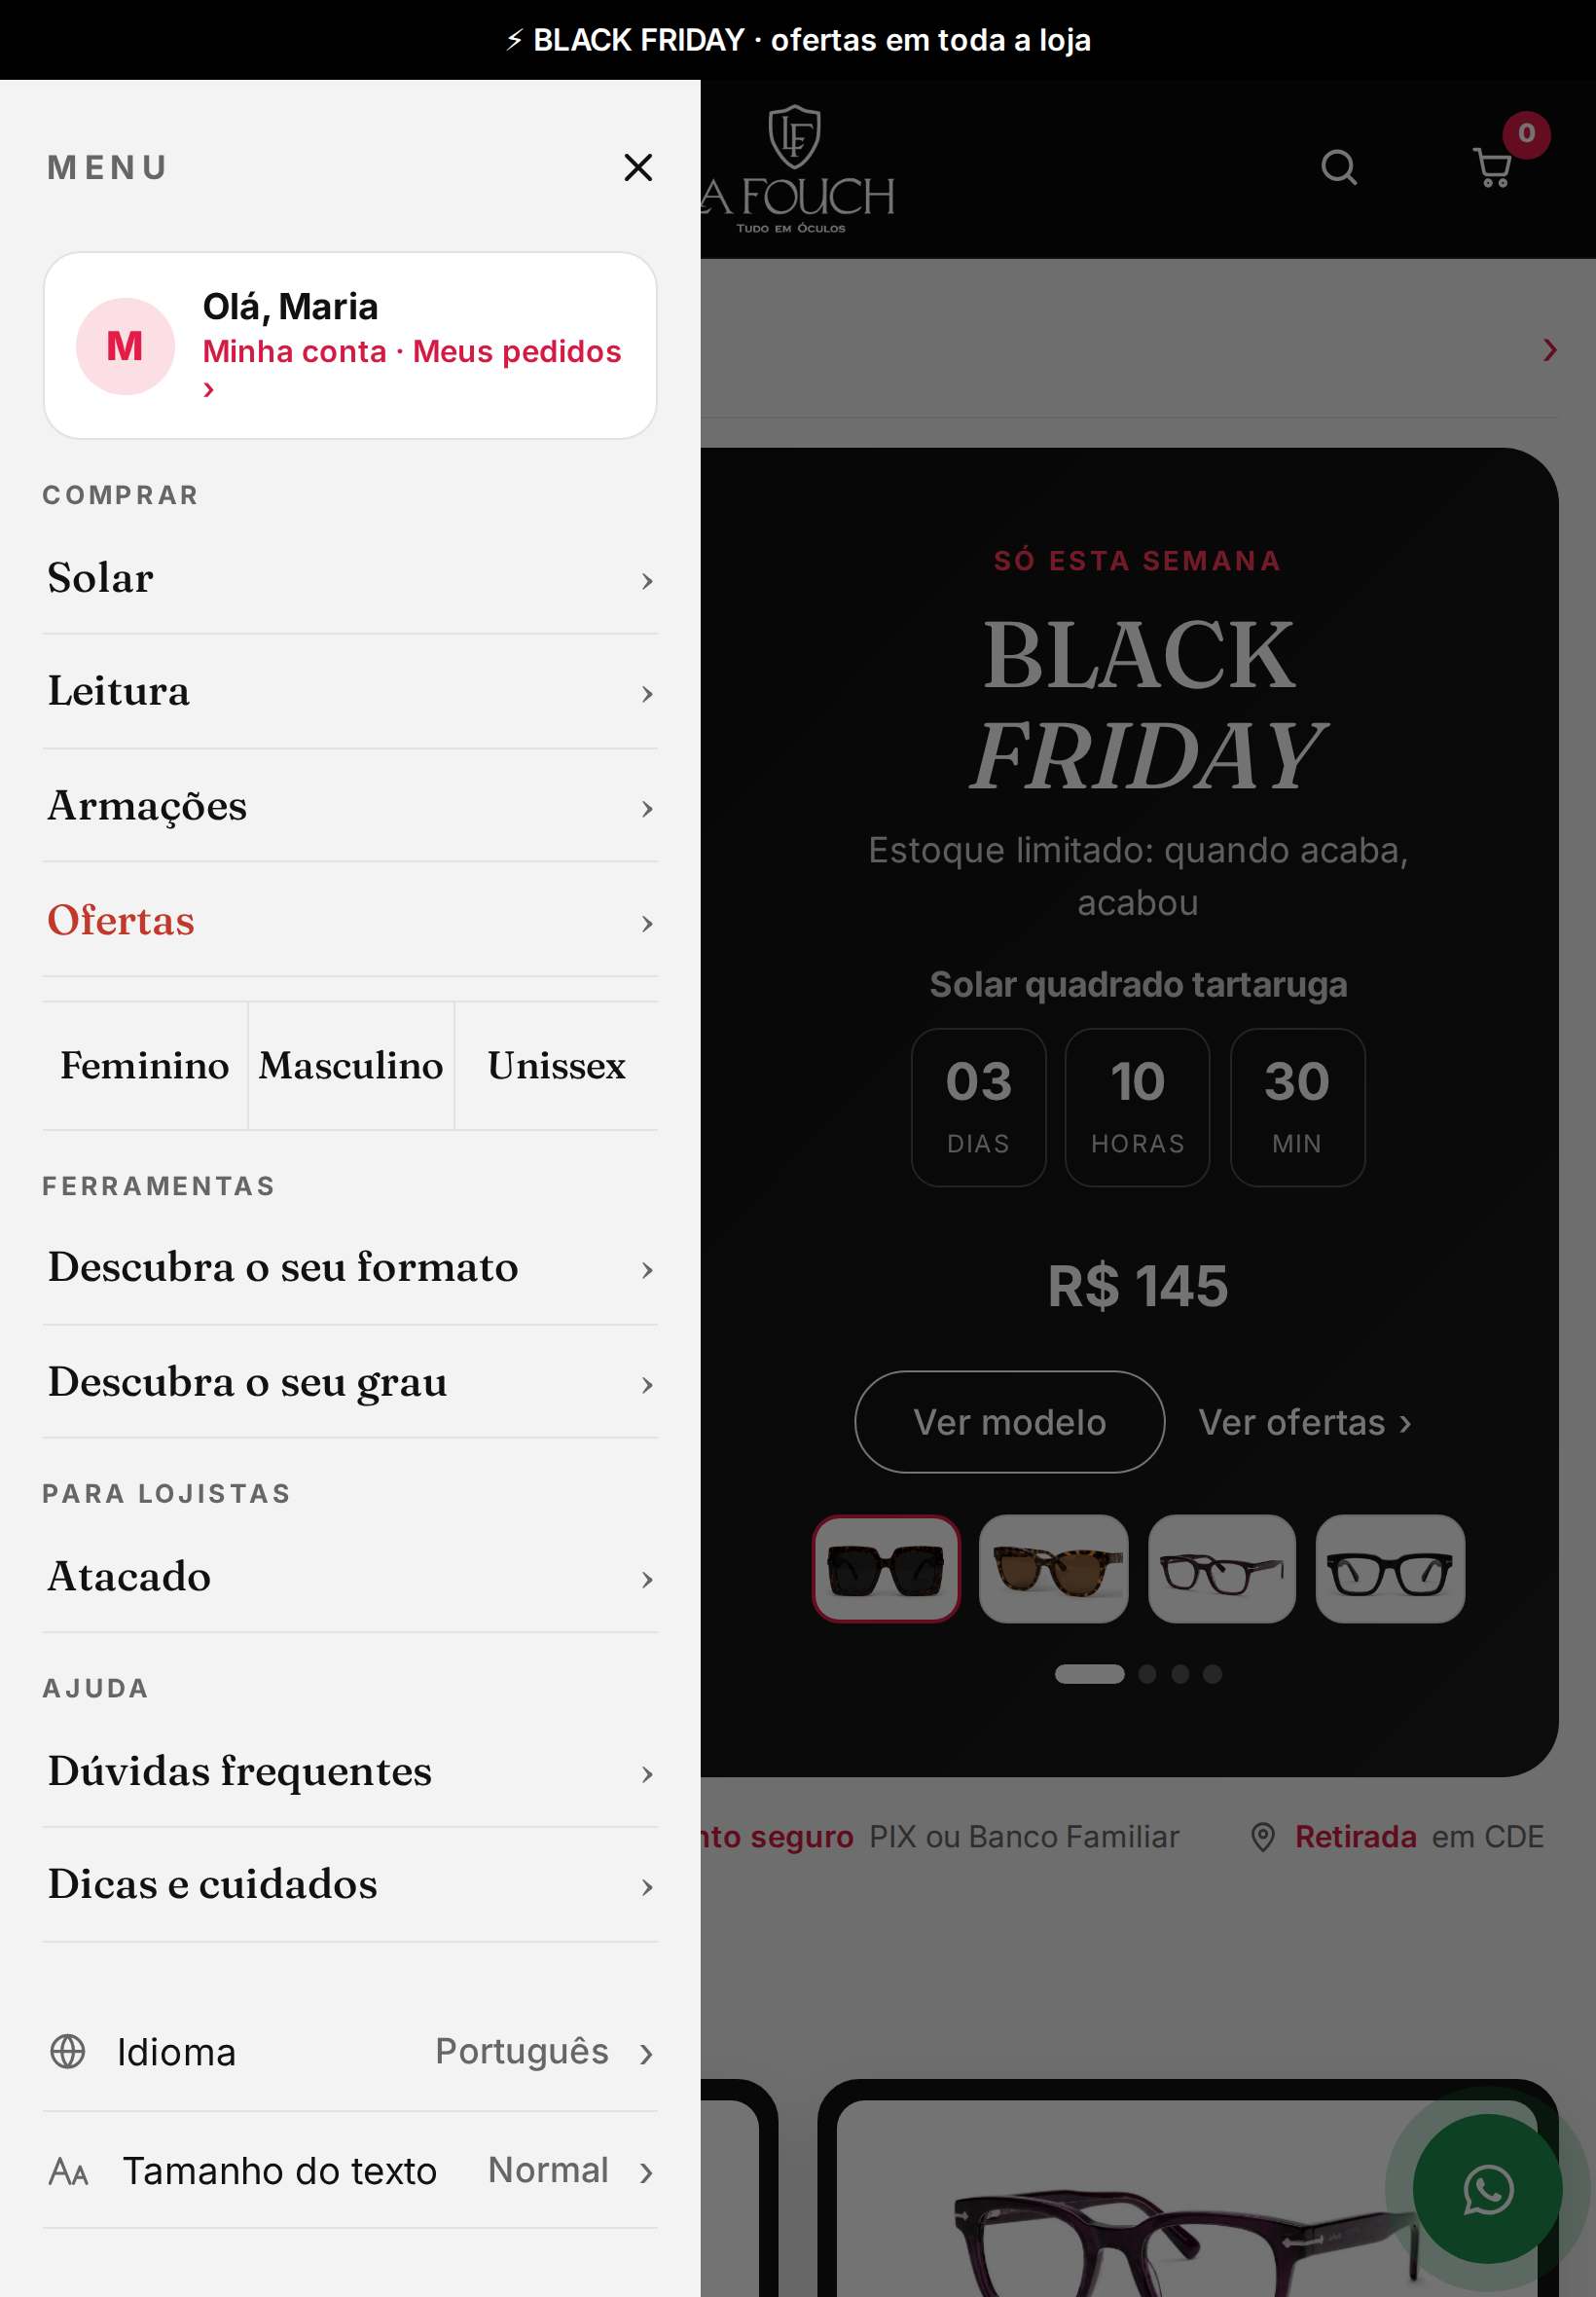 ⚡ BLACK FRIDAY · ofertas em toda a loja
MENU
Olá, Maria
M
Minha conta · Meus pedidos
›
COMPRAR
Solar ›
Leitura ›
Armações ›
Ofertas ›
Feminino Masculino Unissex
FERRAMENTAS
Descubra o seu formato ›
Descubra o seu grau ›
PARA LOJISTAS
Atacado ›
AJUDA
Dúvidas frequentes ›
Dicas e cuidados ›
Idioma Português ›
AA Tamanho do texto Normal ›
LF
A FOUCH
TUDO EM ÓCULOS
0
›
SÓ ESTA SEMANA
BLACK
FRIDAY
Estoque limitado: quando acaba,
acabou
Solar quadrado tartaruga
03 10 30
DIAS HORAS MIN
R$ 145
Ver modelo Ver ofertas ›
nto seguro PIX ou Banco Familiar Retirada em CDE